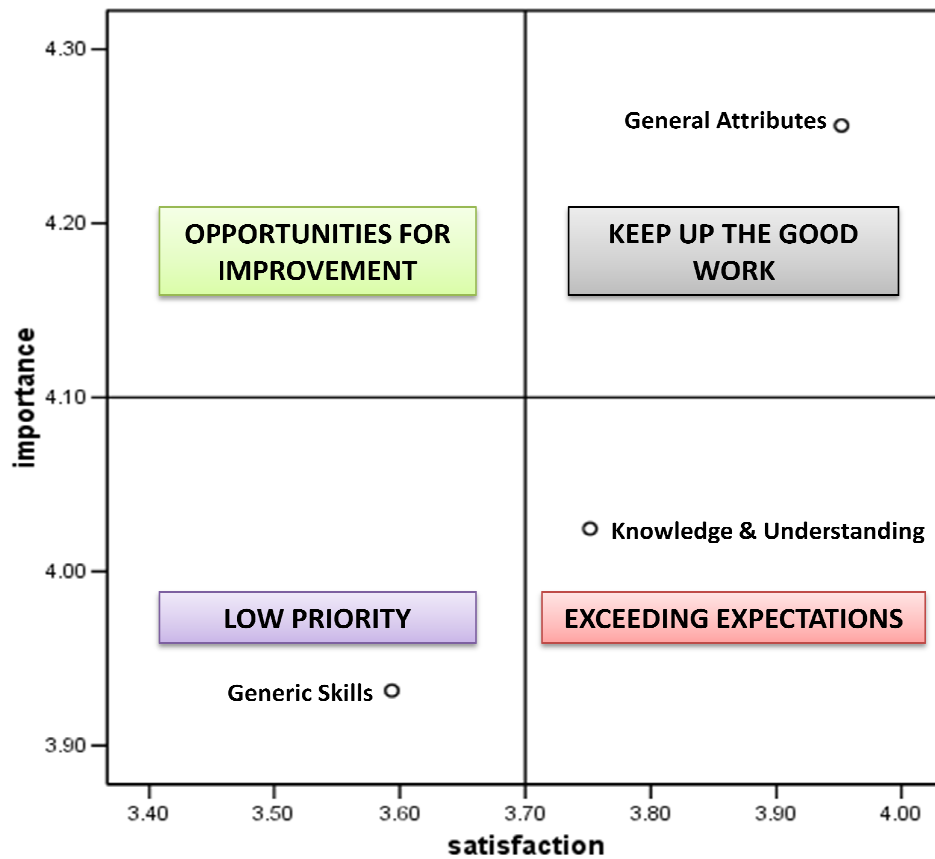 4.30
General Attributes
4.20
OPPORTUNITIES FOR
IMPROVEMENT
KEEP UP THE GOOD
WORK
importance
4.10
Knowledge & Understanding
4.00
LOW PRIORITY
EXCEEDING EXPECTATIONS
Generic Skills
3.90
3.40 3.50 3.60 3.70 3.80 3.90 4.00
satisfaction